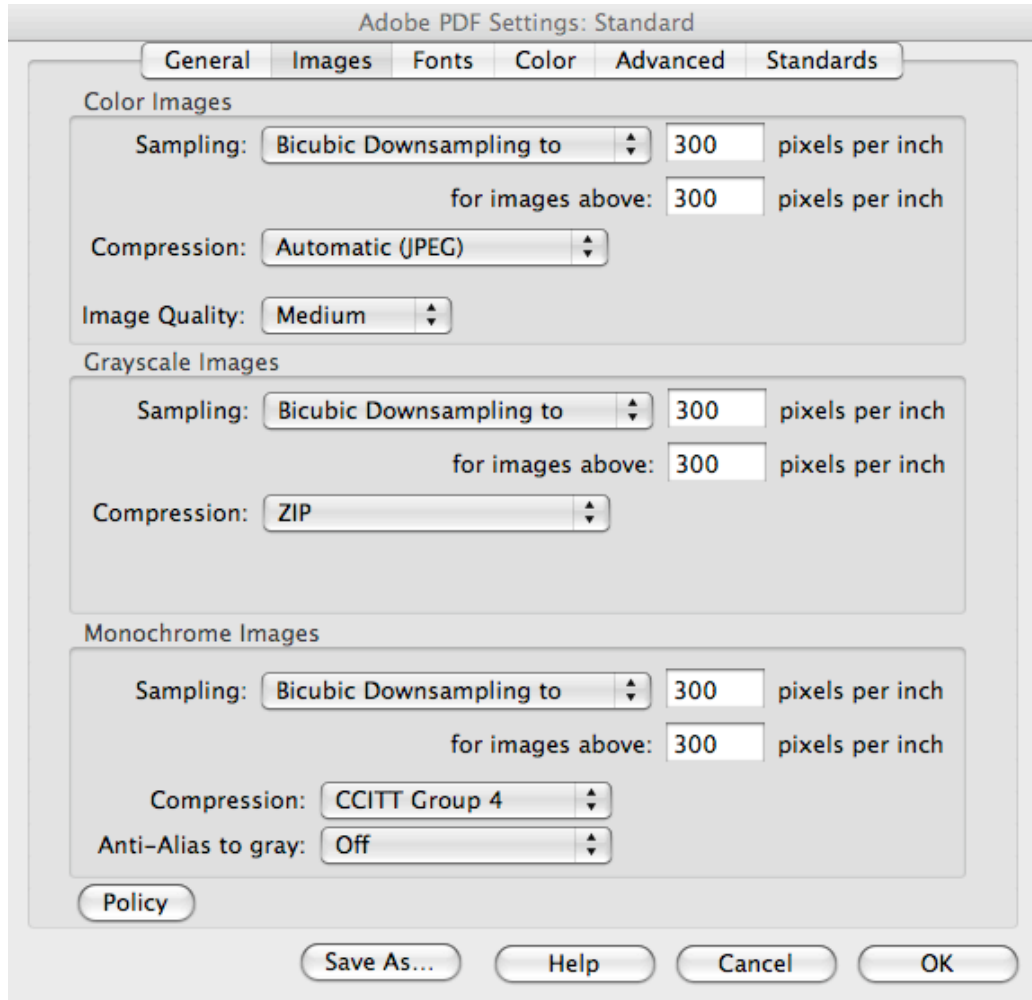 Adobe PDF Settings: Standard
General Images Fonts Color Advanced Standards
Color Images
Sampling: Bicubic Downsampling to 300 pixels per inch
for images above: 300 pixels per inch
Compression: Automatic (JPEG)
Image Quality: Medium
Grayscale Images
Sampling: Bicubic Downsampling to 300 pixels per inch
for images above: 300 pixels per inch
Compression: ZIP
Monochrome Images
Sampling: Bicubic Downsampling to 300 pixels per inch
for images above: 300 pixels per inch
Compression: CCITT Group 4
Anti-Alias to gray: Off
Policy
Save As... Help Cancel OK